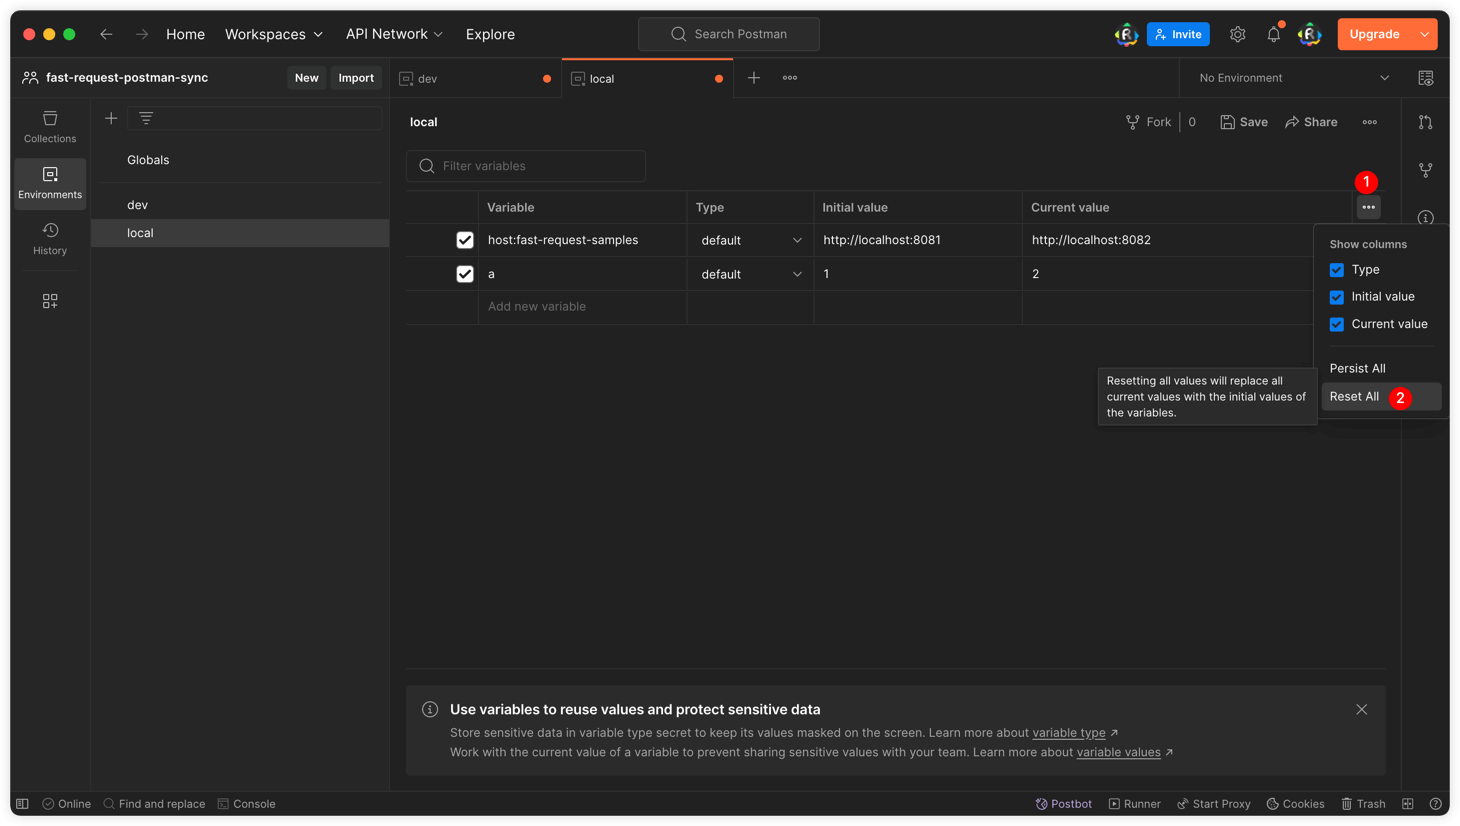 Home
Workspaces
API Network
Explore
Search Postman
Invite
Upgrade
fast-request-postman-sync
New
Import
dev
local
No Environment
Collections
Environments
History
Globals
dev
local
local
Fork
0
Save
Share
Filter variables
1
Variable
Type
Initial value
Current value
host:fast-request-samples
default
http://localhost:8081
http://localhost:8082
a
default
1
2
Add new variable
Show columns
Type
Initial value
Current value
Persist All
Reset All
2
Resetting all values will replace all
current values with the initial values of
the variables.
Use variables to reuse values and protect sensitive data
Store sensitive data in variable type secret to keep its values masked on the screen. Learn more about variable type ↗
Work with the current value of a variable to prevent sharing sensitive values with your team. Learn more about variable values ↗
Online
Find and replace
Console
Postbot
Runner
Start Proxy
Cookies
Trash